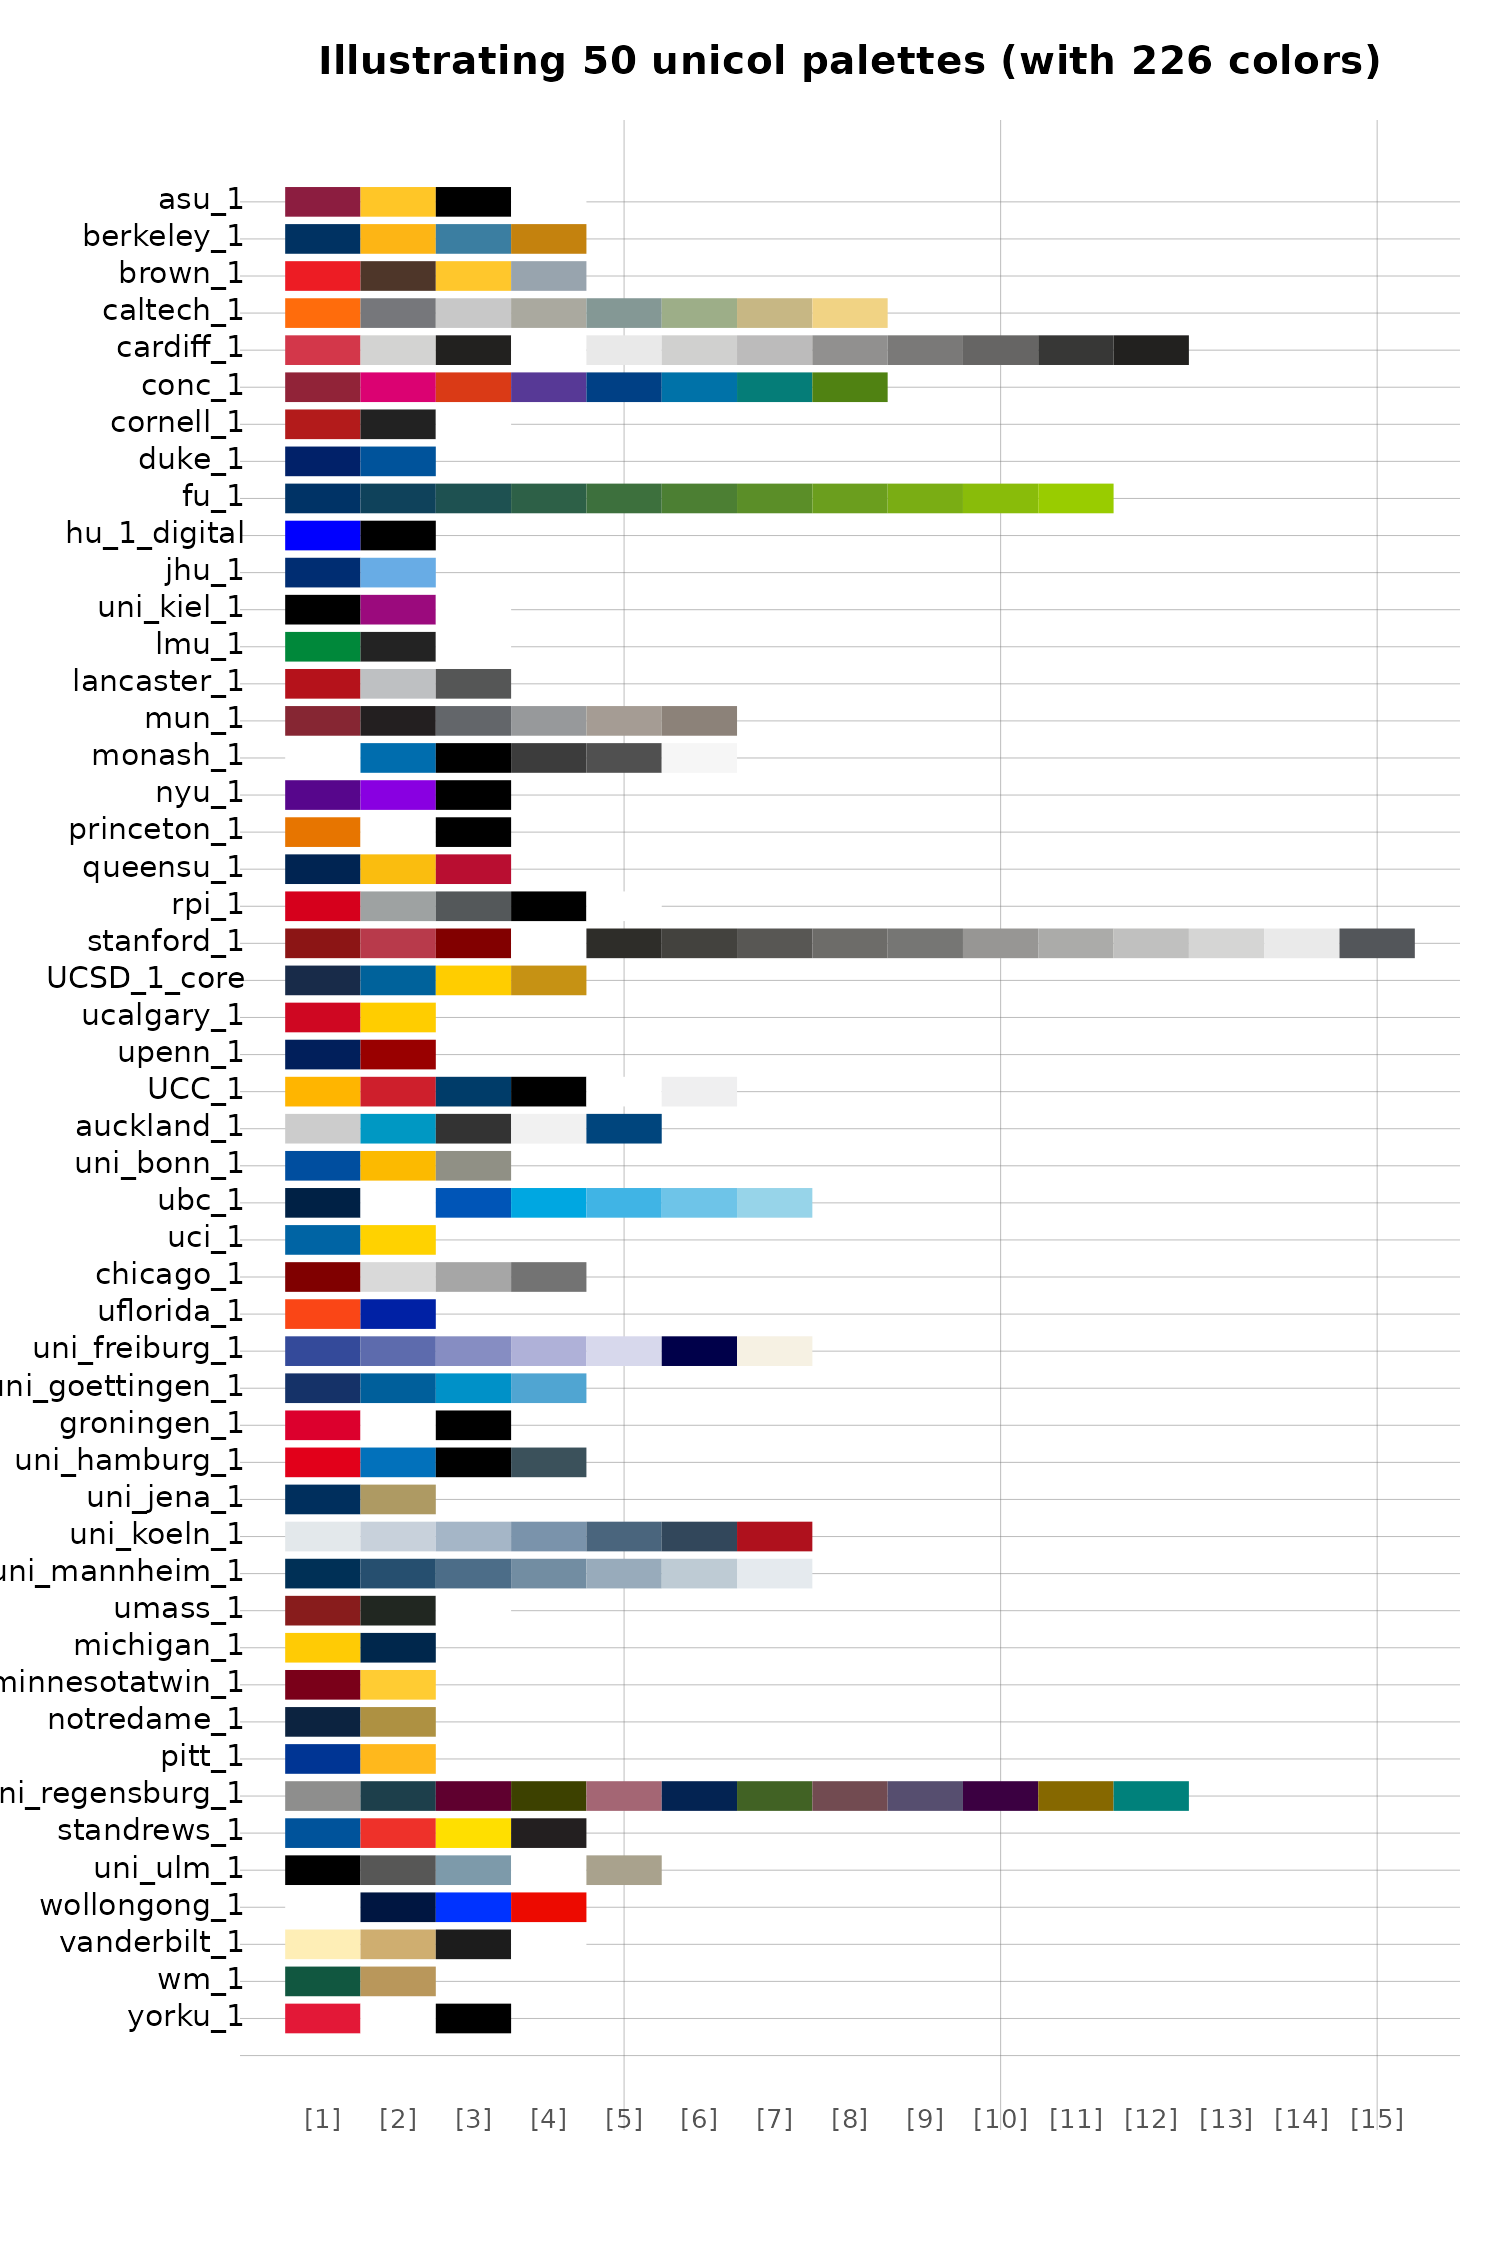 Illustrating 50 unicol palettes (with 226 colors)
asu_1
berkeley_1
brown_1
caltech_1
cardiff_1
conc_1
cornell_1
duke_1
fu_1
hu_1_digital
jhu_1
uni_kiel_1
lmu_1
lancaster_1
mun_1
monash_1
nyu_1
princeton_1
queensu_1
rpi_1
stanford_1
UCSD_1_core
ucalgary_1
upenn_1
UCC_1
auckland_1
uni_bonn_1
ubc_1
uci_1
chicago_1
uflorida_1
uni_freiburg_1
uni_goettingen_1
groningen_1
uni_hamburg_1
uni_jena_1
uni_koeln_1
uni_mannheim_1
umass_1
michigan_1
minnesotatwin_1
notredame_1
pitt_1
ni_regensburg_1
standrews_1
uni_ulm_1
wollongong_1
vanderbilt_1
wm_1
yorku_1
[1] [2] [3] [4] [5] [6] [7] [8] [9] [10] [11] [12] [13] [14] [15]